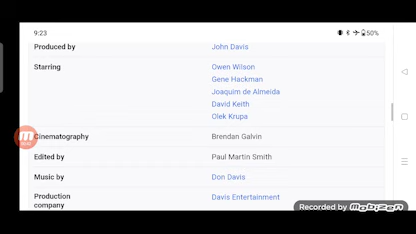 9:23
50%
Produced by John Davis
Starring Owen Wilson
Gene Hackman
Joaquim de Almeida
David Keith
Olek Krupa
Cinematography Brendan Galvin
Edited by Paul Martin Smith
Music by Don Davis
Production Davis Entertainment
company
Recorded by Mobizen